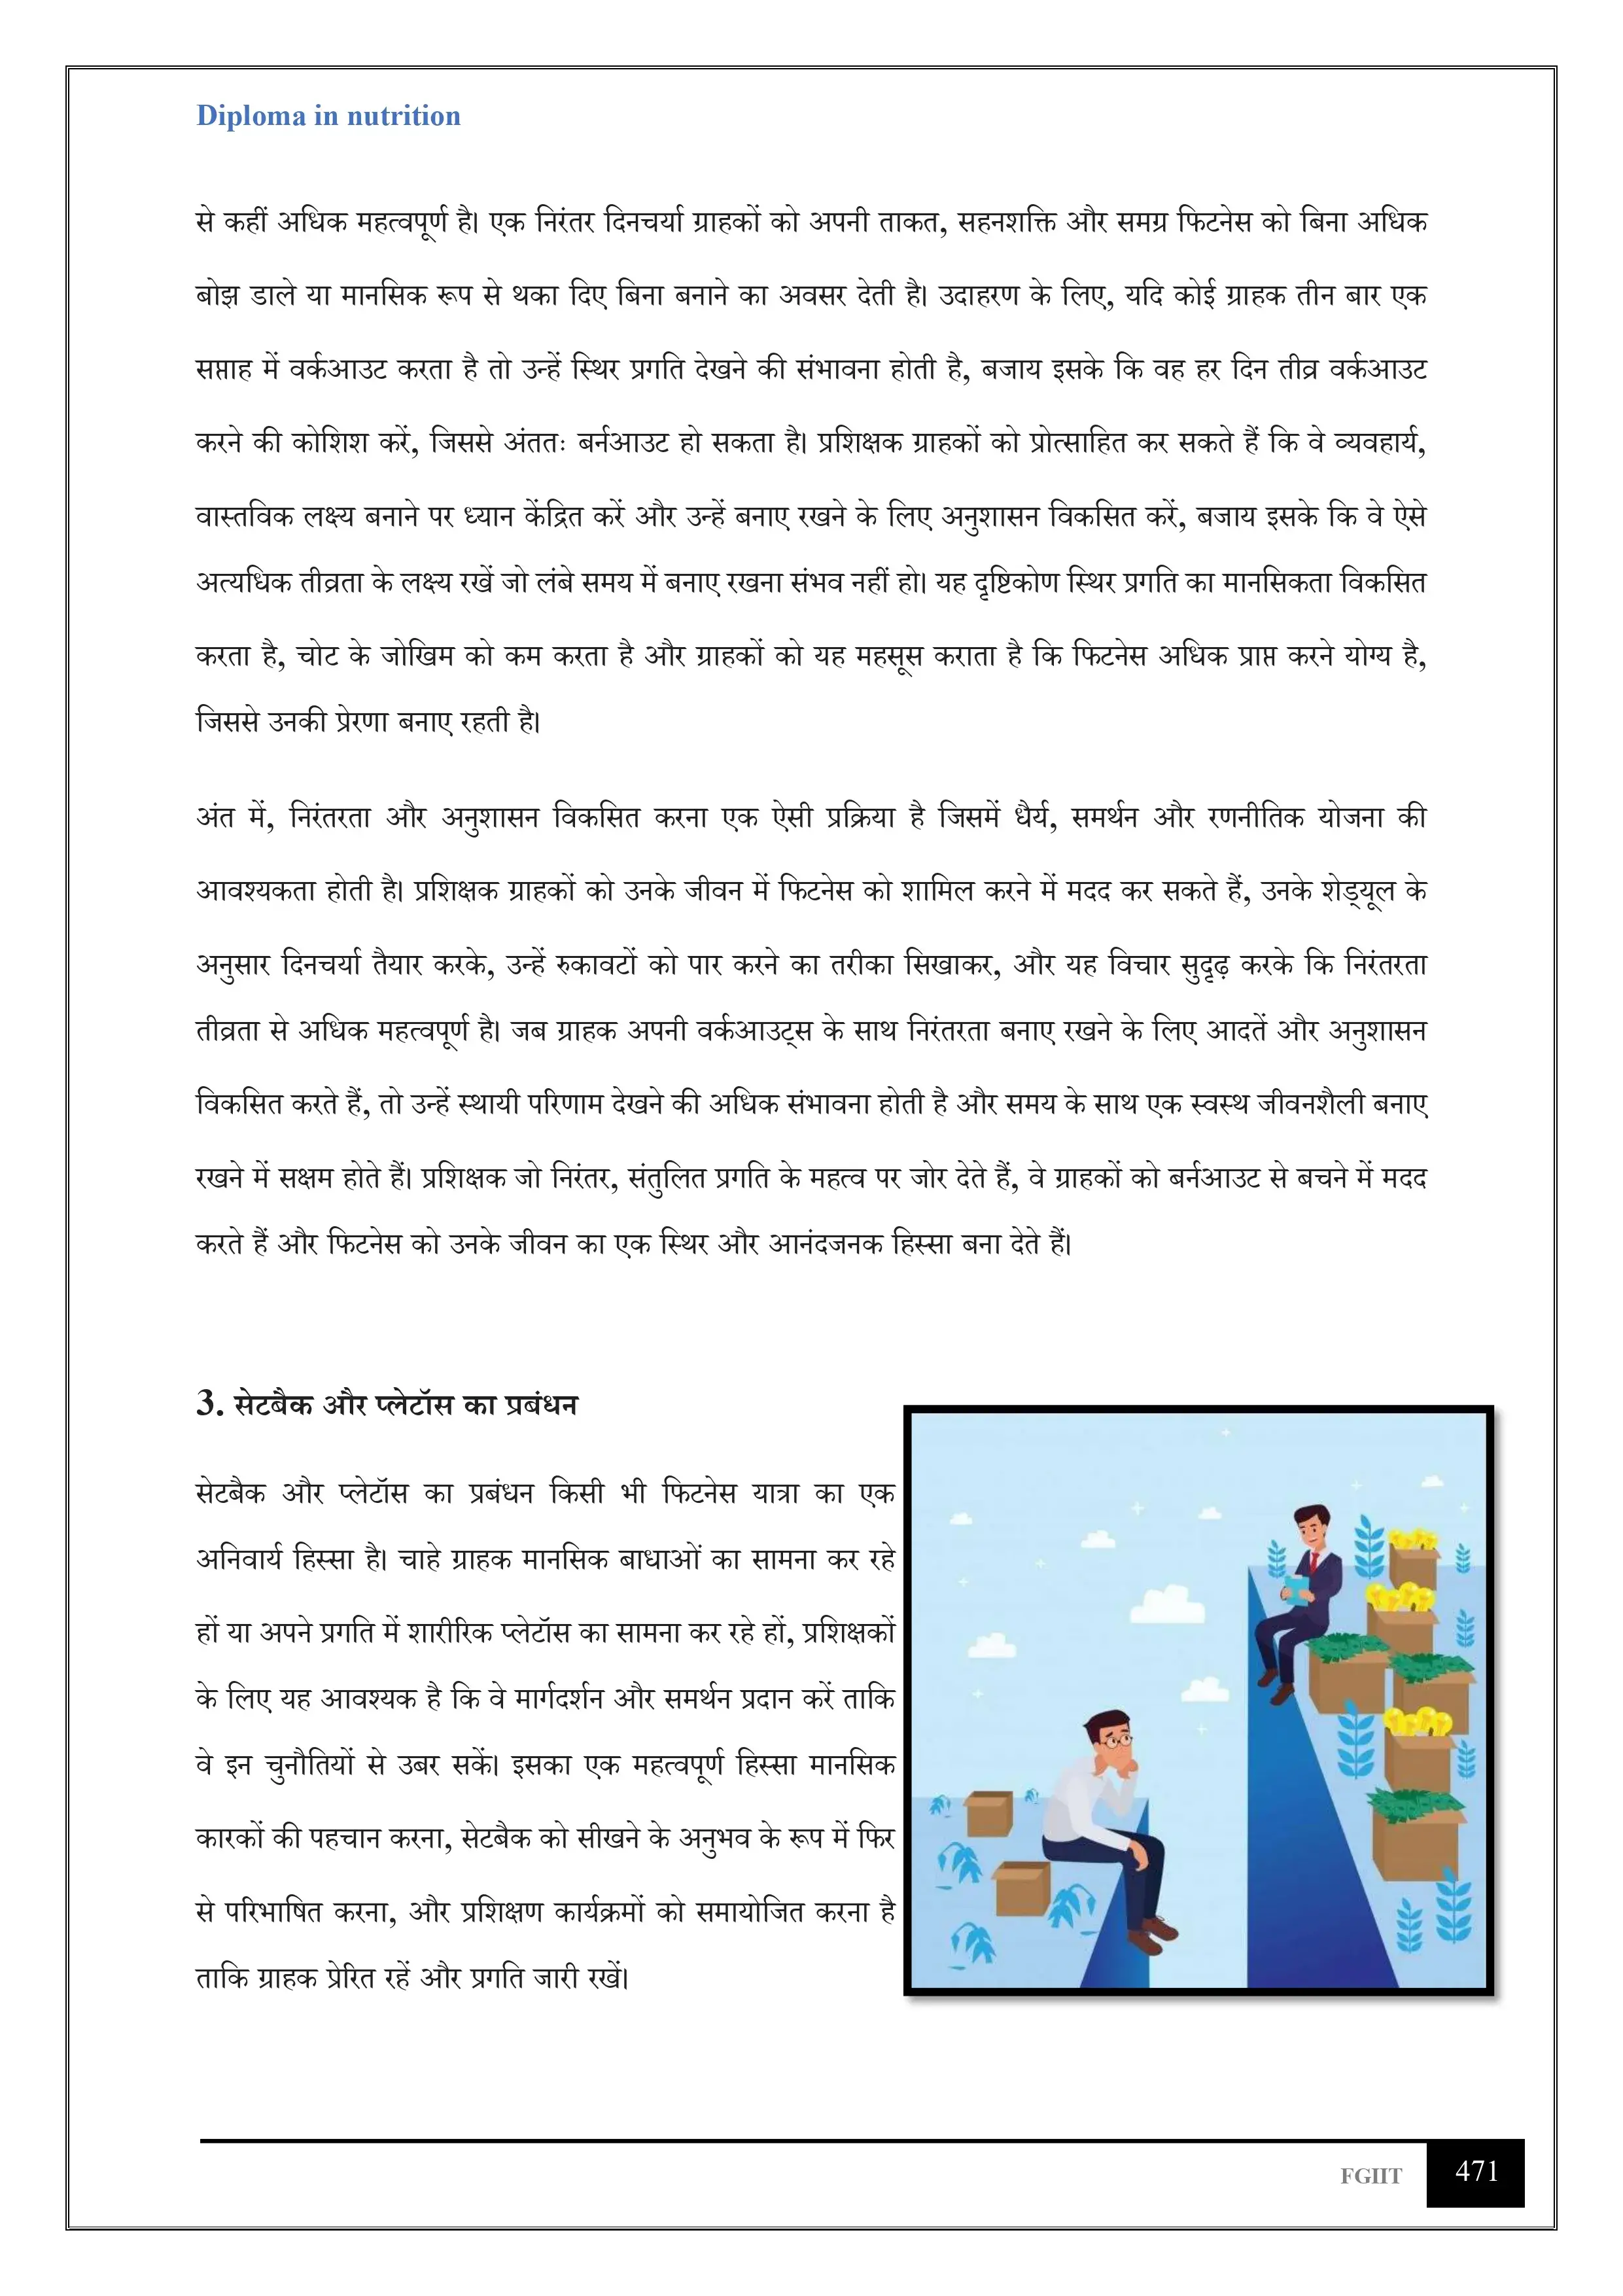 Diploma in nutrition
से कहीं अधिक महत्वपूर्ण है। एक निरंतर दिनचर्या ग्राहकों को अपनी ताकत, सहनशक्ति और समग्र फिटनेस को बिना अधिक
बोझ डाले या मानसिक रूप से थका दिए बिना बनाने का अवसर देती है। उदाहरण के लिए, यदि कोई ग्राहक तीन बार एक
सप्ताह में वर्कआउट करता है तो उन्हें स्थिर प्रगति देखने की संभावना होती है, बजाय इसके कि वह हर दिन तीव्र वर्कआउट
करने की कोशिश करें, जिससे अंततः बर्नआउट हो सकता है। प्रशिक्षक ग्राहकों को प्रोत्साहित कर सकते हैं कि वे व्यवहार्य,
वास्तविक लक्ष्य बनाने पर ध्यान केंद्रित करें और उन्हें बनाए रखने के लिए अनुशासन विकसित करें, बजाय इसके कि वे ऐसे
अत्यधिक तीव्रता के लक्ष्य रखें जो लंबे समय में बनाए रखना संभव नहीं हो। यह दृष्टिकोण स्थिर प्रगति का मानसिकता विकसित
करता है, चोट के जोखिम को कम करता है और ग्राहकों को यह महसूस कराता है कि फिटनेस अधिक प्राप्त करने योग्य है,
जिससे उनकी प्रेरणा बनाए रहती है।
अंत में, निरंतरता और अनुशासन विकसित करना एक ऐसी प्रक्रिया है जिसमें धैर्य, समर्थन और रणनीतिक योजना की
आवश्यकता होती है। प्रशिक्षक ग्राहकों को उनके जीवन में फिटनेस को शामिल करने में मदद कर सकते हैं, उनके शेड्यूल के
अनुसार दिनचर्या तैयार करके, उन्हें रुकावटों को पार करने का तरीका सिखाकर, और यह विचार सुदृढ़ करके कि निरंतरता
तीव्रता से अधिक महत्वपूर्ण है। जब ग्राहक अपनी वर्कआउट्स के साथ निरंतरता बनाए रखने के लिए आदतें और अनुशासन
विकसित करते हैं, तो उन्हें स्थायी परिणाम देखने की अधिक संभावना होती है और समय के साथ एक स्वस्थ जीवनशैली बनाए
रखने में सक्षम होते हैं। प्रशिक्षक जो निरंतर, संतुलित प्रगति के महत्व पर जोर देते हैं, वे ग्राहकों को बर्नआउट से बचने में मदद
करते हैं और फिटनेस को उनके जीवन का एक स्थिर और आनंदजनक हिस्सा बना देते हैं।
3. सेटबैक और प्लेटॉस का प्रबंधन
सेटबैक और प्लेटॉस का प्रबंधन किसी भी फिटनेस यात्रा का एक
अनिवार्य हिस्सा है। चाहे ग्राहक मानसिक बाधाओं का सामना कर रहे
हों या अपने प्रगति में शारीरिक प्लेटॉस का सामना कर रहे हों, प्रशिक्षकों
के लिए यह आवश्यक है कि वे मार्गदर्शन और समर्थन प्रदान करें ताकि
वे इन चुनौतियों से उबर सकें। इसका एक महत्वपूर्ण हिस्सा मानसिक
कारकों की पहचान करना, सेटबैक को सीखने के अनुभव के रूप में फिर
से परिभाषित करना, और प्रशिक्षण कार्यक्रमों को समायोजित करना है
ताकि ग्राहक प्रेरित रहें और प्रगति जारी रखें।
FGIIT
471